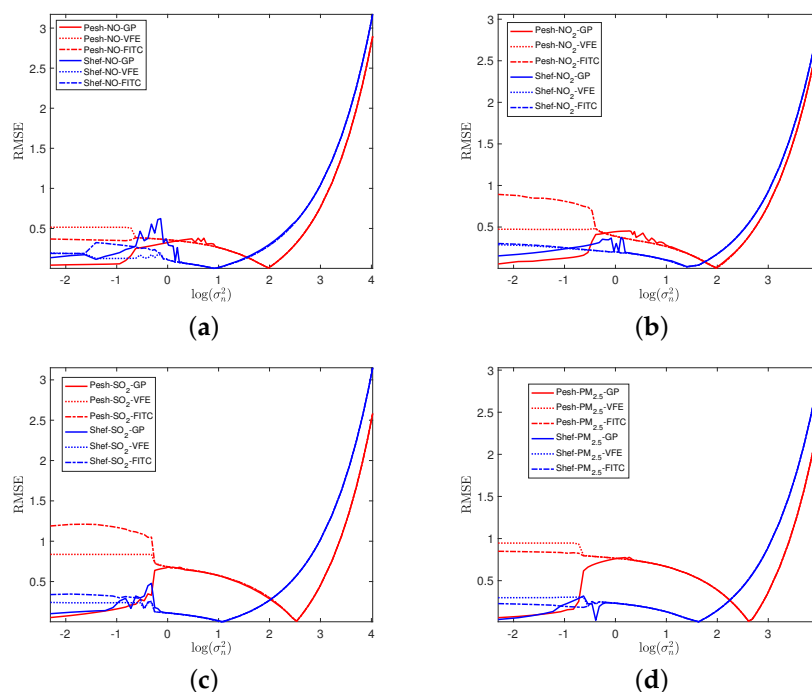 Pesh-NO-GP
Pesh-NO-VFE
Pesh-NO-FITC
Shef-NO-GP
Shef-NO-VFE
Shef-NO-FITC
3
2.5
2
1.5
1
0.5
RMSE
-2 -1 0 1 2 3 4
log(σ²ₙ)
(a)
Pesh-NO₂-GP
Pesh-NO₂-VFE
Pesh-NO₂-FITC
Shef-NO₂-GP
Shef-NO₂-VFE
Shef-NO₂-FITC
3
2.5
2
1.5
1
0.5
RMSE
-2 -1 0 1 2 3
log(σ²ₙ)
(b)
Pesh-SO₂-GP
Pesh-SO₂-VFE
Pesh-SO₂-FITC
Shef-SO₂-GP
Shef-SO₂-VFE
Shef-SO₂-FITC
3
2.5
2
1.5
1
0.5
RMSE
-2 -1 0 1 2 3 4
log(σ²ₙ)
(c)
Pesh-PM₂.₅-GP
Pesh-PM₂.₅-VFE
Pesh-PM₂.₅-FITC
Shef-PM₂.₅-GP
Shef-PM₂.₅-VFE
Shef-PM₂.₅-FITC
3
2.5
2
1.5
1
0.5
RMSE
-2 -1 0 1 2 3
log(σ²ₙ)
(d)